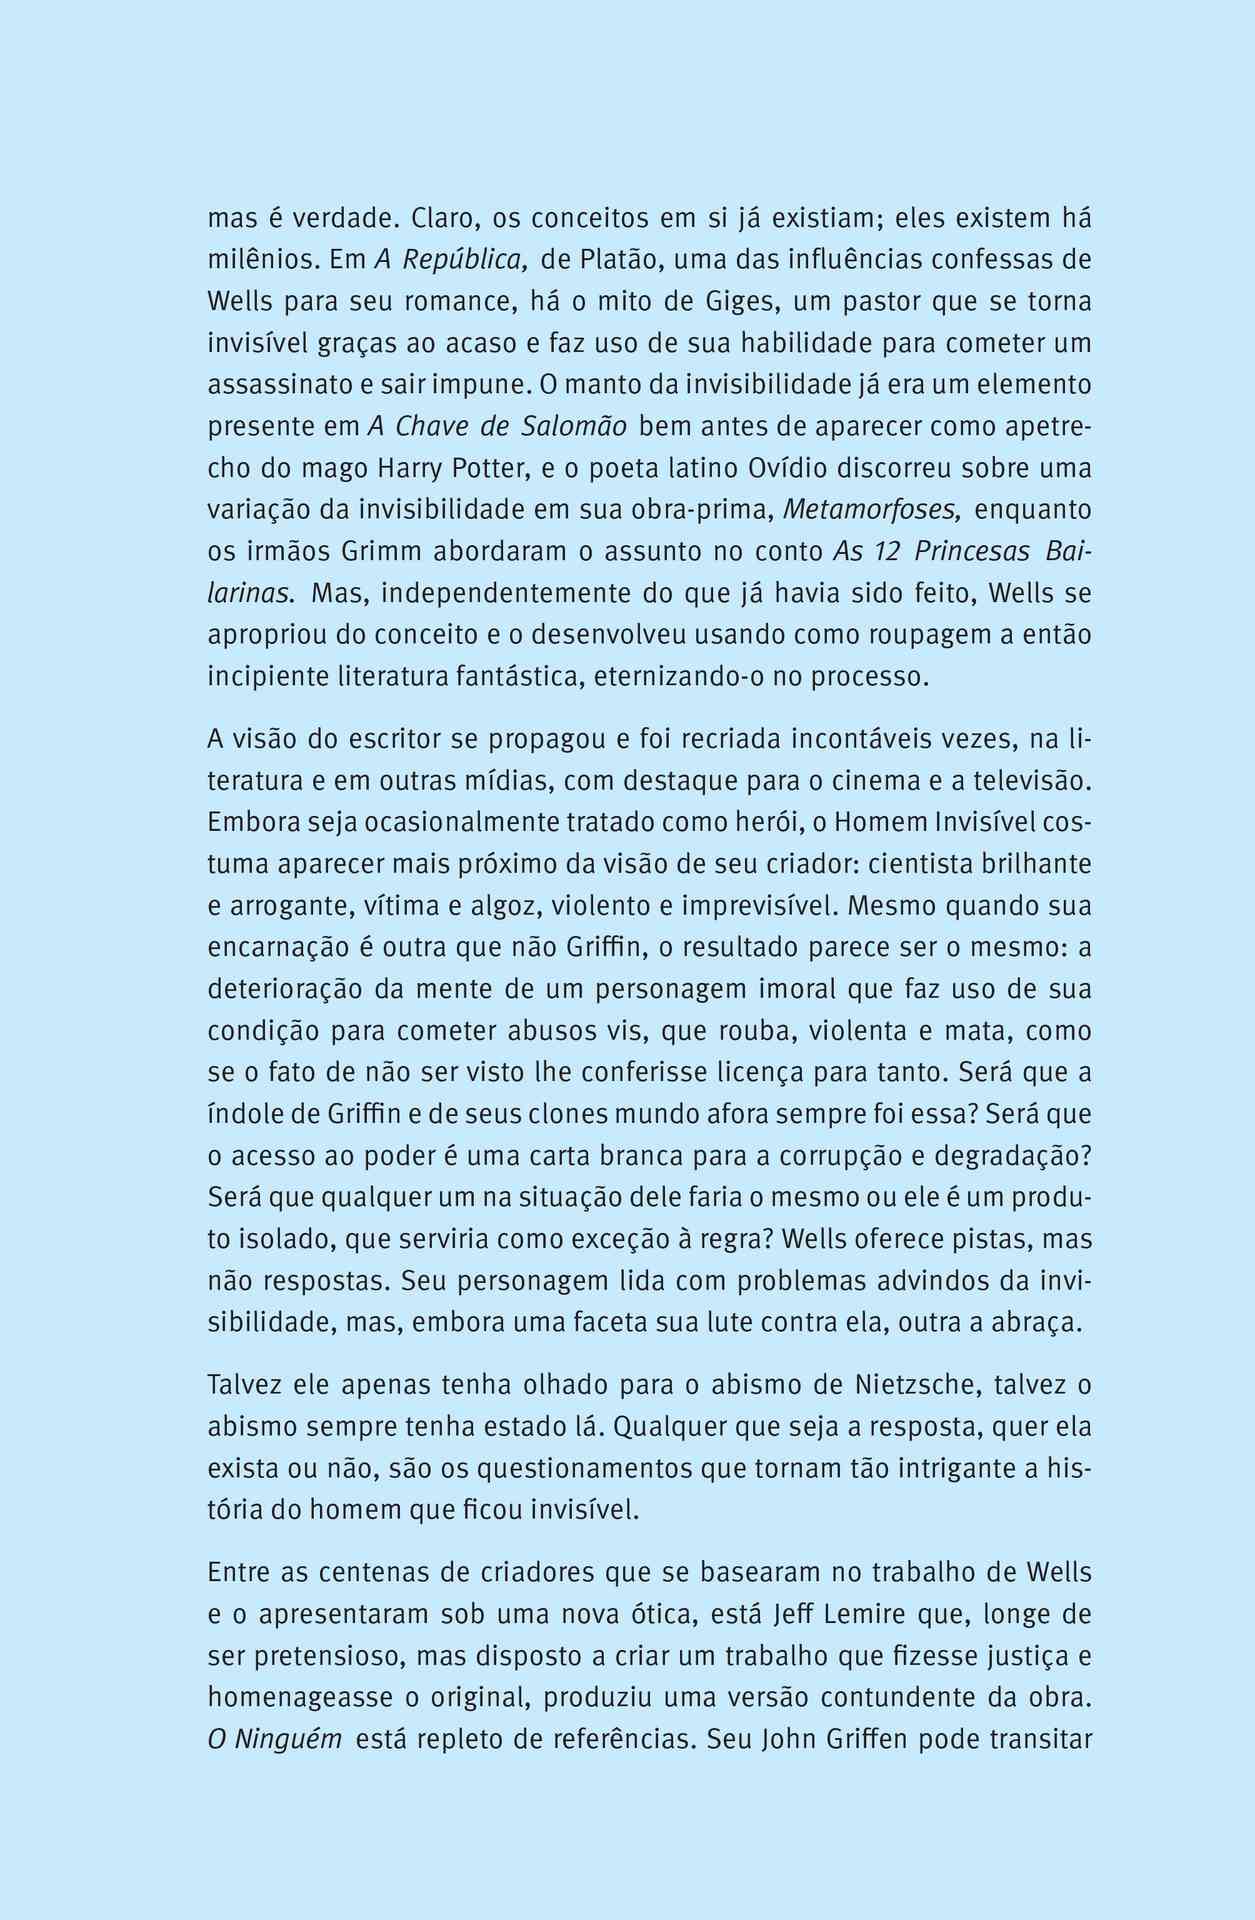 mas é verdade. Claro, os conceitos em si já existiam; eles existem há
milênios. Em A República, de Platão, uma das influências confessas de
Wells para seu romance, há o mito de Giges, um pastor que se torna
invisível graças ao acaso e faz uso de sua habilidade para cometer um
assassinato e sair impune. O manto da invisibilidade já era um elemento
presente em A Chave de Salomão bem antes de aparecer como apetre-
cho do mago Harry Potter, e o poeta latino Ovídio discorreu sobre uma
variação da invisibilidade em sua obra-prima, Metamorfoses, enquanto
os irmãos Grimm abordaram o assunto no conto As 12 Princesas Bai-
larinas. Mas, independentemente do que já havia sido feito, Wells se
apropriou do conceito e o desenvolveu usando como roupagem a então
incipiente literatura fantástica, eternizando-o no processo.
A visão do escritor se propagou e foi recriada incontáveis vezes, na li-
teratura e em outras mídias, com destaque para o cinema e a televisão.
Embora seja ocasionalmente tratado como herói, o Homem Invisível cos-
tuma aparecer mais próximo da visão de seu criador: cientista brilhante
e arrogante, vítima e algoz, violento e imprevisível. Mesmo quando sua
encarnação é outra que não Griffin, o resultado parece ser o mesmo: a
deterioração da mente de um personagem imoral que faz uso de sua
condição para cometer abusos vis, que rouba, violenta e mata, como
se o fato de não ser visto lhe conferisse licença para tanto. Será que a
índole de Griffin e de seus clones mundo afora sempre foi essa? Será que
o acesso ao poder é uma carta branca para a corrupção e degradação?
Será que qualquer um na situação dele faria o mesmo ou ele é um produ-
to isolado, que serviria como exceção à regra? Wells oferece pistas, mas
não respostas. Seu personagem lida com problemas advindos da invi-
sibilidade, mas, embora uma faceta sua lute contra ela, outra a abraça.
Talvez ele apenas tenha olhado para o abismo de Nietzsche, talvez o
abismo sempre tenha estado lá. Qualquer que seja a resposta, quer ela
exista ou não, são os questionamentos que tornam tão intrigante a his-
tória do homem que ficou invisível.
Entre as centenas de criadores que se basearam no trabalho de Wells
e o apresentaram sob uma nova ótica, está Jeff Lemire que, longe de
ser pretensioso, mas disposto a criar um trabalho que fizesse justiça e
homenageasse o original, produziu uma versão contundente da obra.
O Ninguém está repleto de referências. Seu John Griffen pode transitar